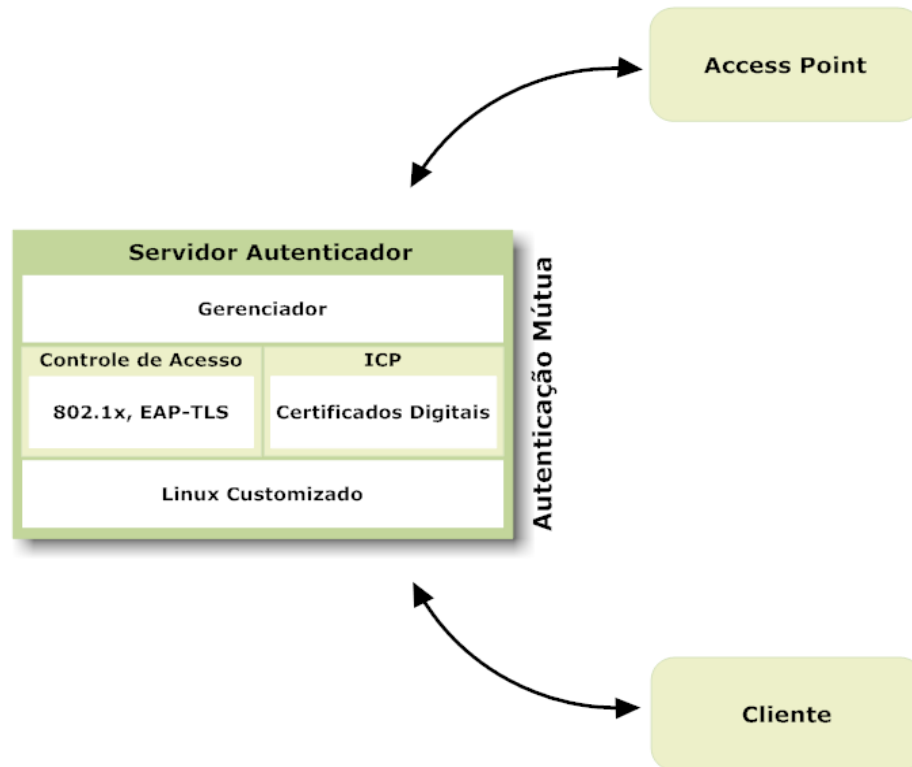 Access Point
Servidor Autenticador
Gerenciador
Controle de Acesso
ICP
802.1x, EAP-TLS
Certificados Digitais
Linux Customizado
Autenticação Mútua
Cliente